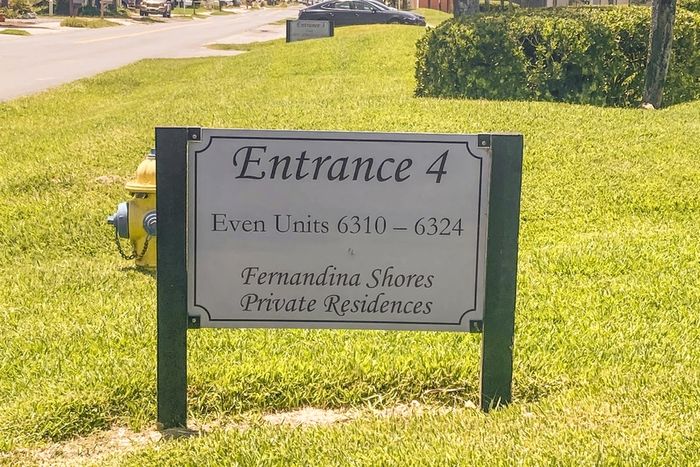 Entrance 4
Even Units 6310 – 6324
Fernandina Shores
Private Residences